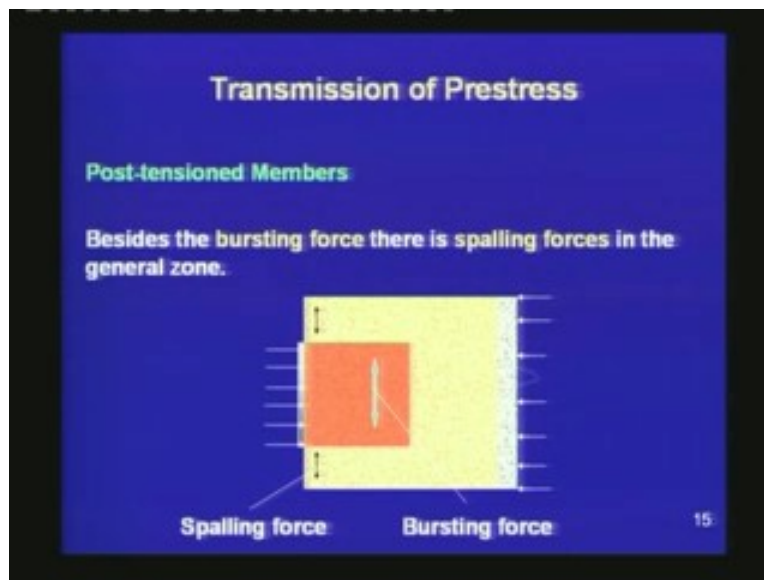 Transmission of Prestress
Post-tensioned Members
Besides the bursting force there is spalling forces in the
general zone.
Spalling force
Bursting force
15